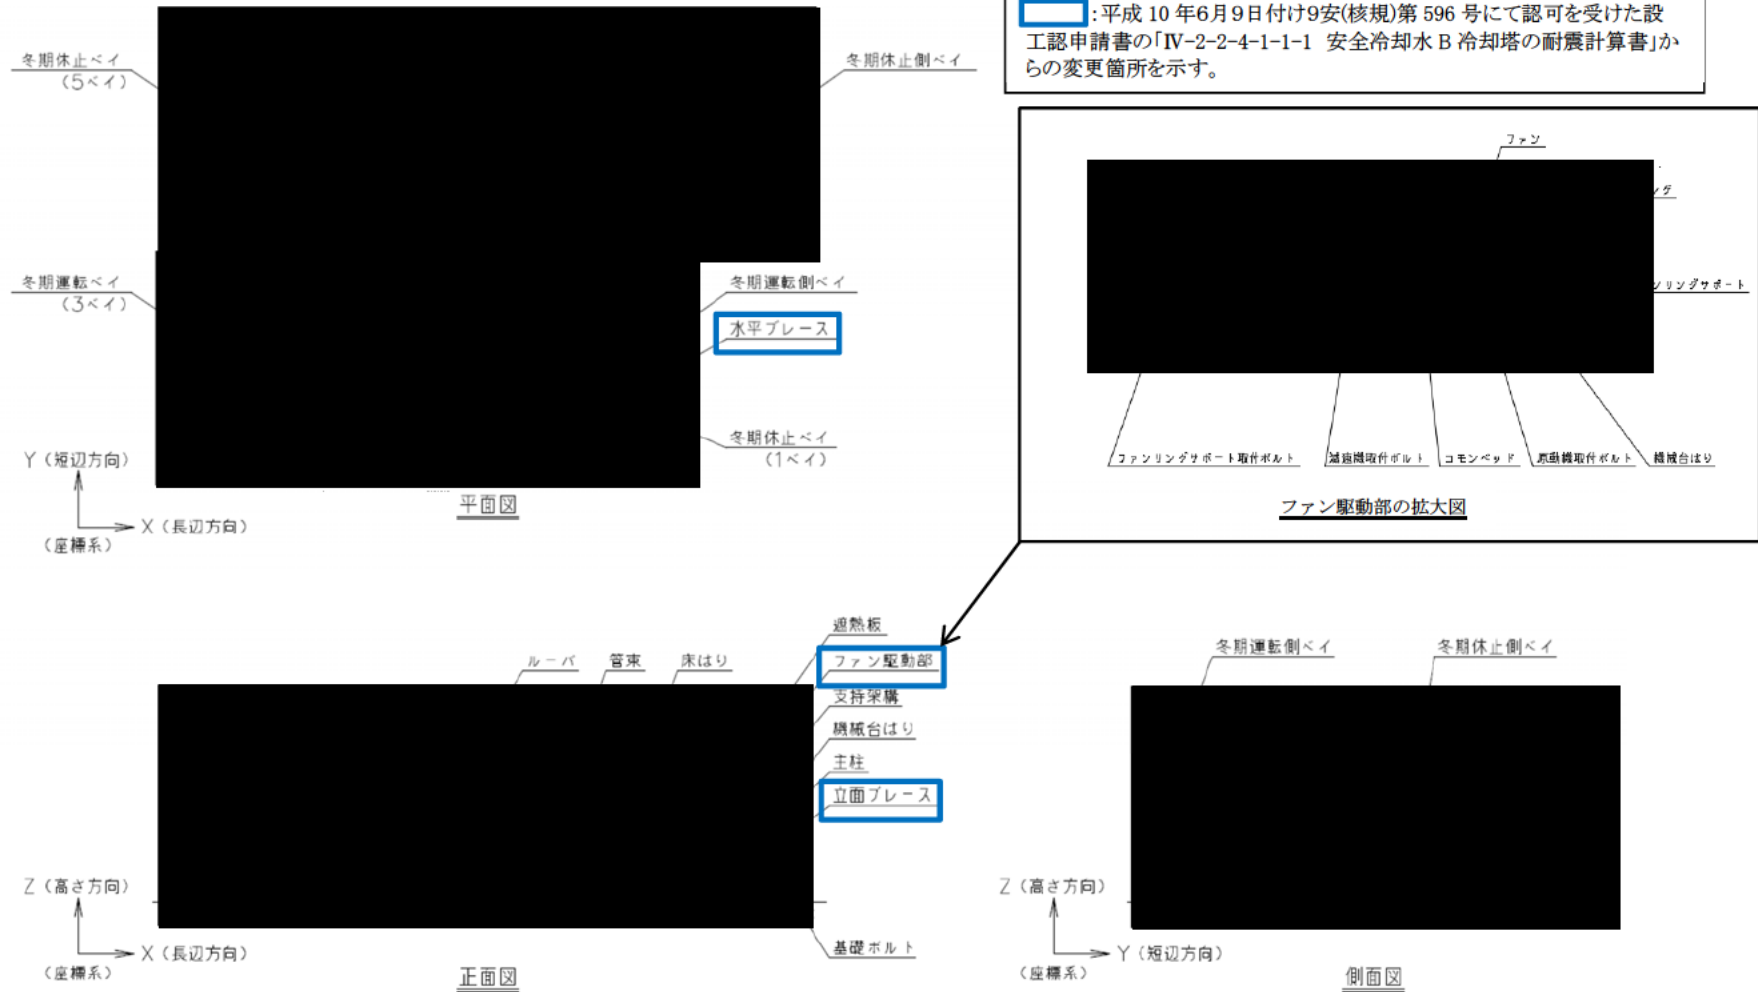 :平成 10 年6月9日付け9安(核規)第 596 号にて認可を受けた設
工認申請書の「Ⅳ-2-2-4-1-1-1 安全冷却水 B 冷却塔の耐震計算書」か
らの変更箇所を示す。
冬期休止ベイ
(5ベイ)
冬期休止側ベイ
冬期運転ベイ
(3ベイ)
冬期運転側ベイ
水平ブレース
冬期休止ベイ
(1ベイ)
Y(短辺方向)
X(長辺方向)
(座標系)
平面図
ファン
ング
ンリングサポート
ファンリングサポート取付ボルト
減速機取付ボルト
コモンベッド
原動機取付ボルト
機械台はり
ファン駆動部の拡大図
ルーバ
管束
床はり
遮熱板
ファン駆動部
支持架構
機械台はり
主柱
立面ブレース
基礎ボルト
Z(高さ方向)
X(長辺方向)
(座標系)
正面図
冬期運転側ベイ
冬期休止側ベイ
Z(高さ方向)
Y(短辺方向)
(座標系)
側面図